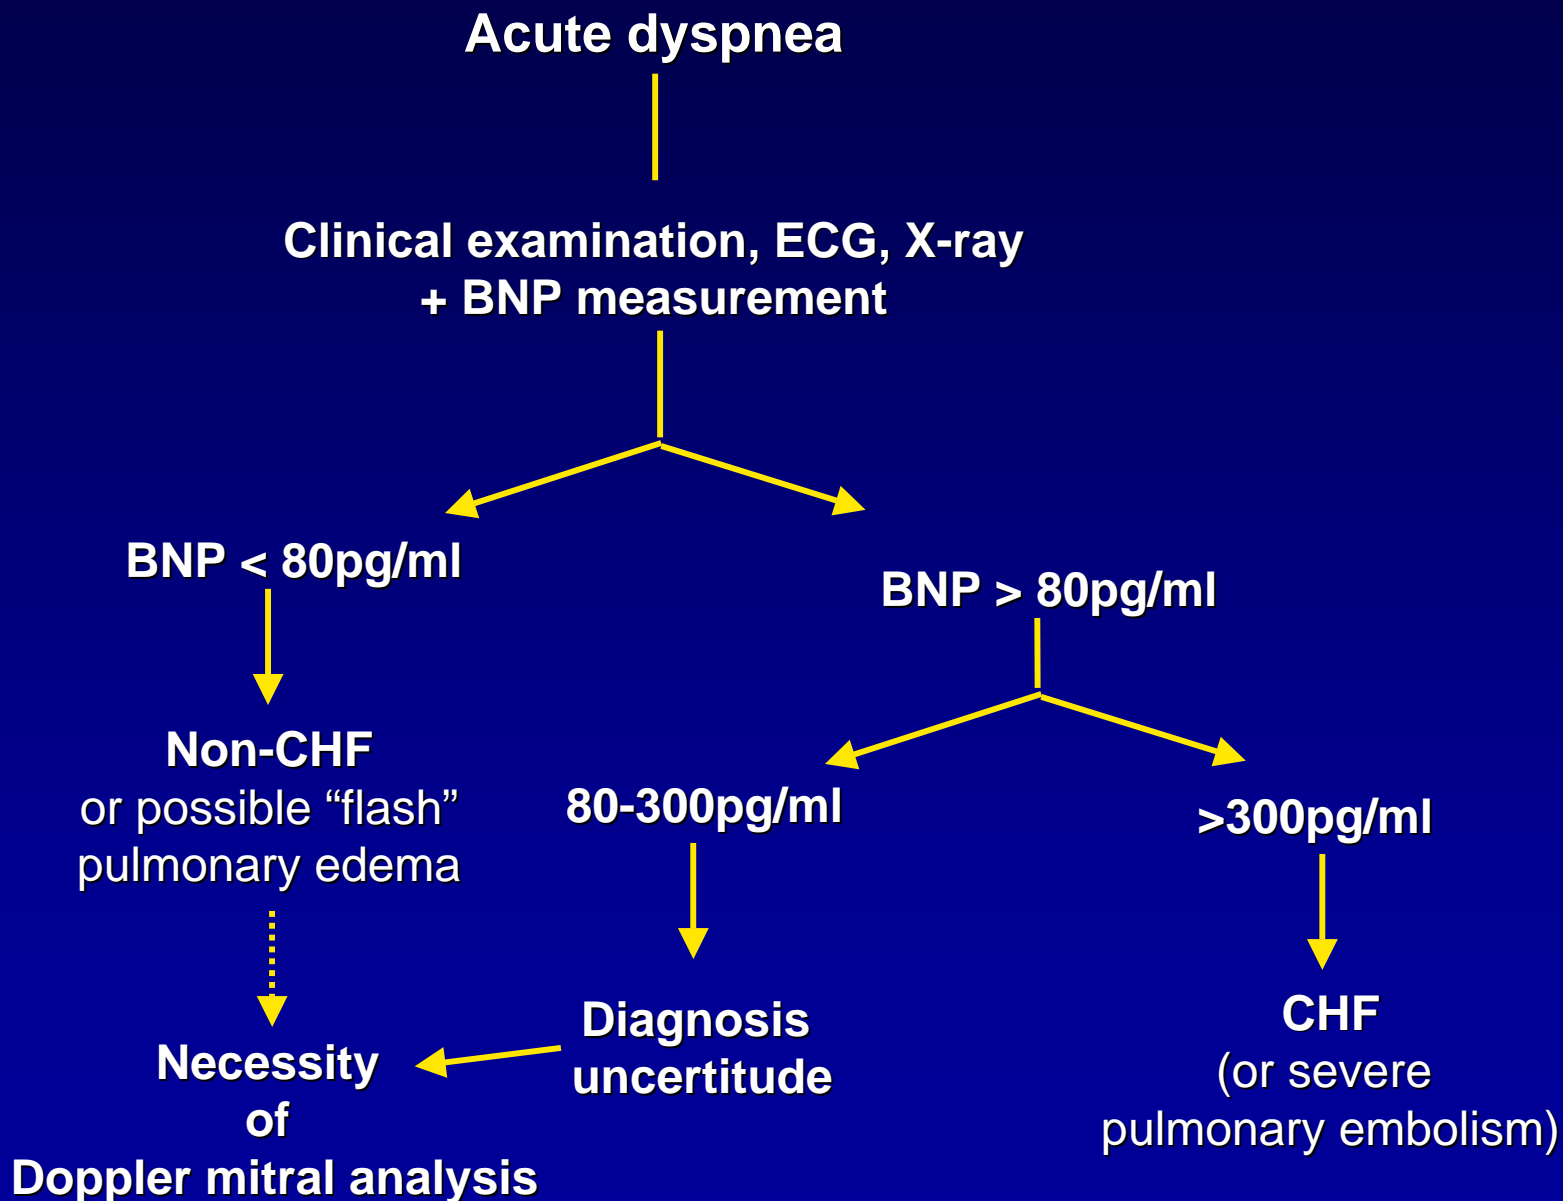 Acute dyspnea
Clinical examination, ECG, X-ray
+ BNP measurement
BNP < 80pg/ml
BNP > 80pg/ml
Non-CHF
or possible “flash”
pulmonary edema
80-300pg/ml
>300pg/ml
Diagnosis
uncertitude
CHF
(or severe
pulmonary embolism)
Necessity
of
Doppler mitral analysis